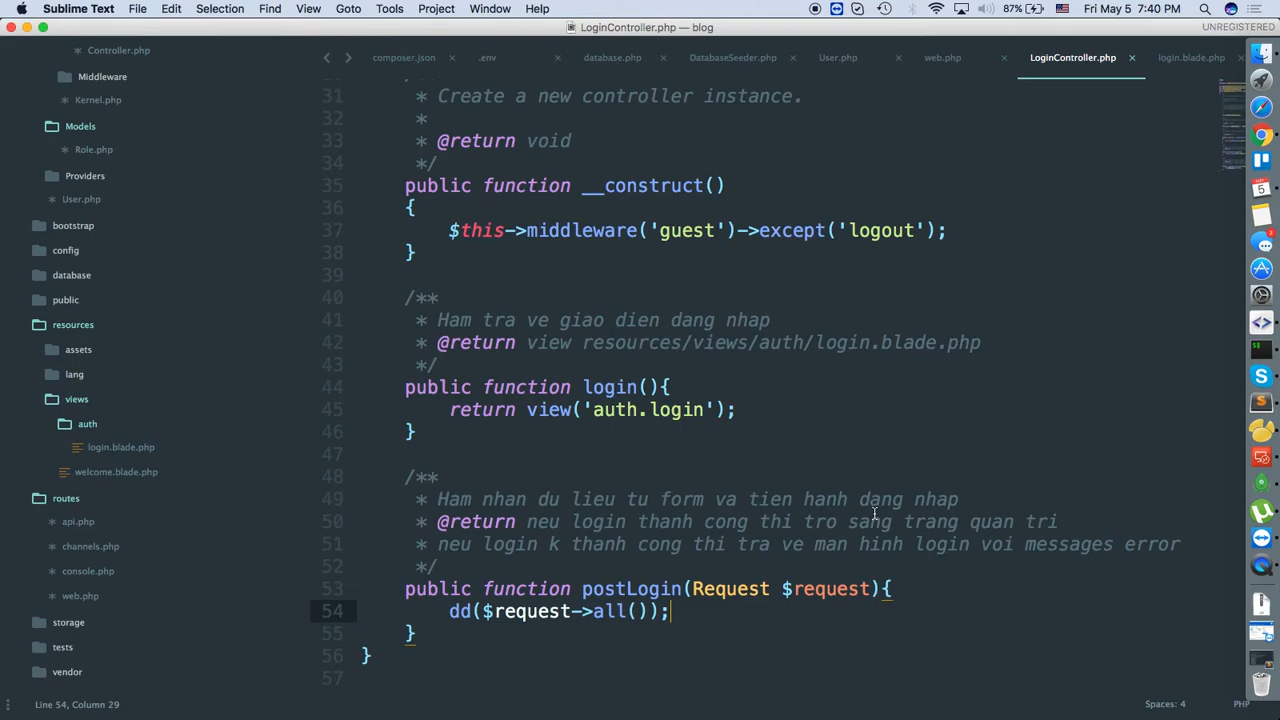 Sublime Text File Edit Selection Find View Goto Tools Project Window Help 87% Fri May 5 7:40 PM
LoginController.php — blog UNREGISTERED
composer.json .env database.php DatabaseSeeder.php User.php web.php LoginController.php login.blade.php
Controller.php
Middleware
Kernel.php
Models
Role.php
Providers
User.php
bootstrap
config
database
public
resources
assets
lang
views
auth
login.blade.php
welcome.blade.php
routes
api.php
channels.php
console.php
web.php
storage
tests
vendor
31 * Create a new controller instance.
32 *
33 * @return void
34 */
35 public function __construct()
36 {
37 $this->middleware('guest')->except('logout');
38 }
39
40 /**
41 * Ham tra ve giao dien dang nhap
42 * @return view resources/views/auth/login.blade.php
43 */
44 public function login(){
45 return view('auth.login');
46 }
47
48 /**
49 * Ham nhan du lieu tu form va tien hanh dang nhap
50 * @return neu login thanh cong thi tro sang trang quan tri
51 * neu login k thanh cong thi tra ve man hinh login voi messages error
52 */
53 public function postLogin(Request $request){
54 dd($request->all());
55 }
56 }
57
Line 54, Column 29 Spaces: 4 PHP